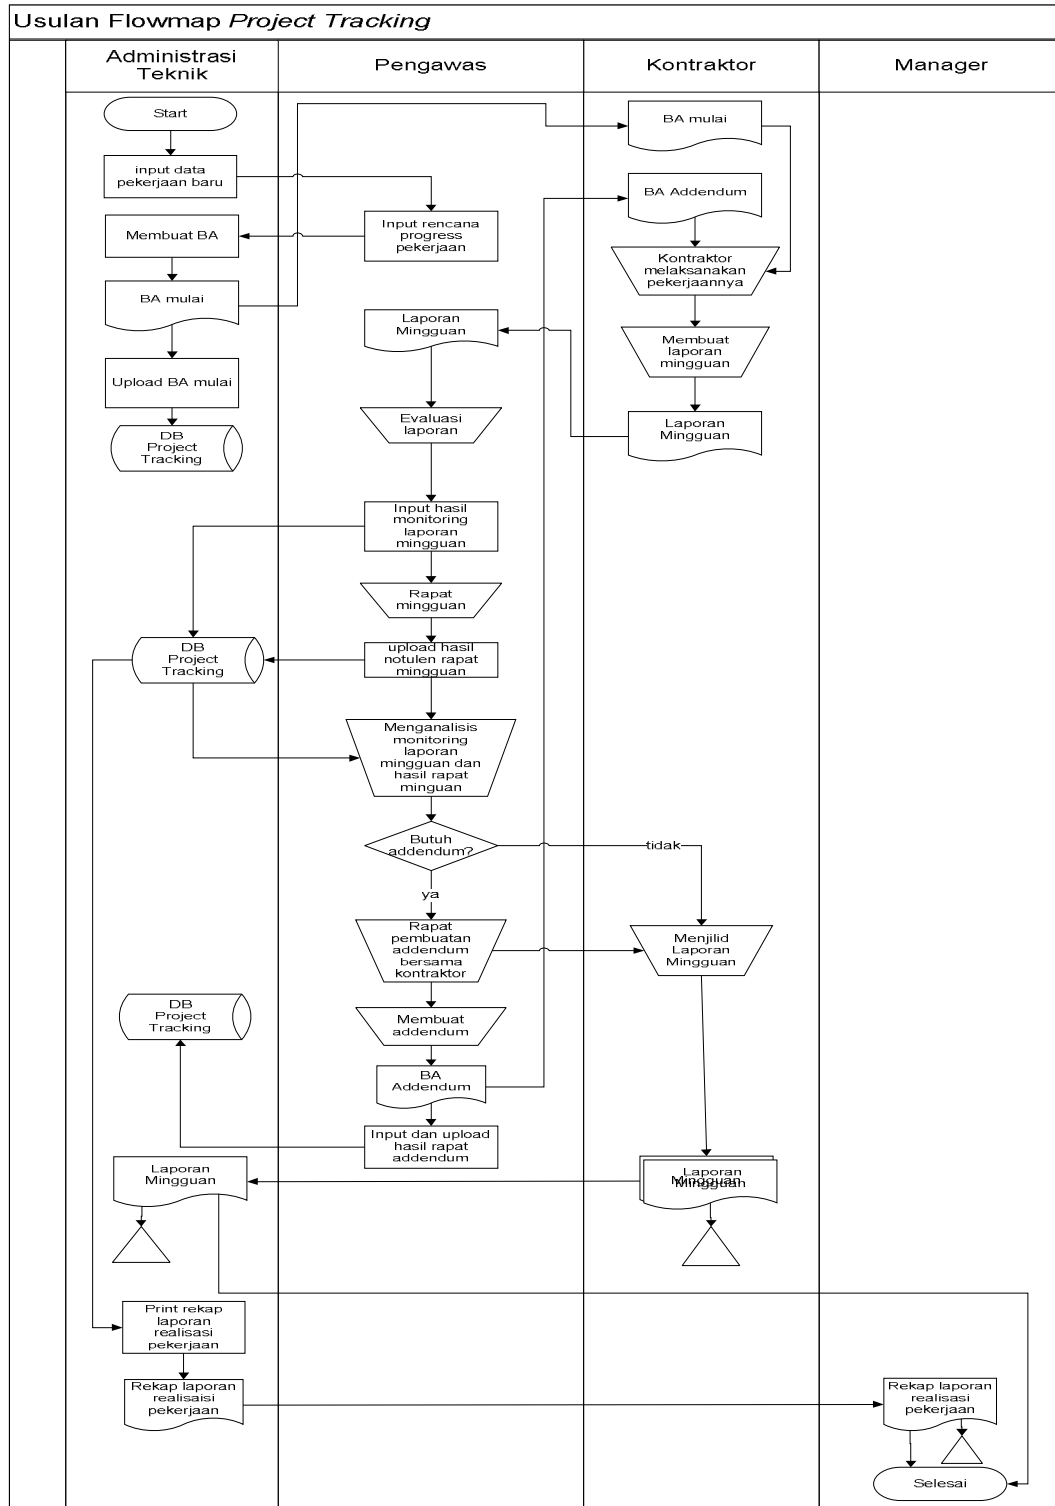 Usulan Flowmap Project Tracking
Administrasi
Teknik
Pengawas
Kontraktor
Manager
Start
input data
pekerjaan baru
Membuat BA
BA mulai
Upload BA mulai
DB
Project
Tracking
Input rencana
progress
pekerjaan
BA mulai
BA Addendum
Kontraktor
melaksanakan
pekerjaannya
Membuat
laporan
mingguan
Laporan
Mingguan
Laporan
Mingguan
Evaluasi
laporan
Input hasil
monitoring
laporan
mingguan
Rapat
mingguan
upload hasil
notulen rapat
mingguan
DB
Project
Tracking
Menganalisis
monitoring
laporan
mingguan dan
hasil rapat
minguan
Butuh
addendum?
tidak
ya
Rapat
pembuatan
addendum
bersama
kontraktor
Menjilid
Laporan
Mingguan
Membuat
addendum
DB
Project
Tracking
BA
Addendum
Input dan upload
hasil rapat
addendum
Laporan
Mingguan
Laporan
Mingguan
Mingguan
Print rekap
laporan
realisasi
pekerjaan
Rekap laporan
realisaisi
pekerjaan
Rekap laporan
realisasi
pekerjaan
Selesai